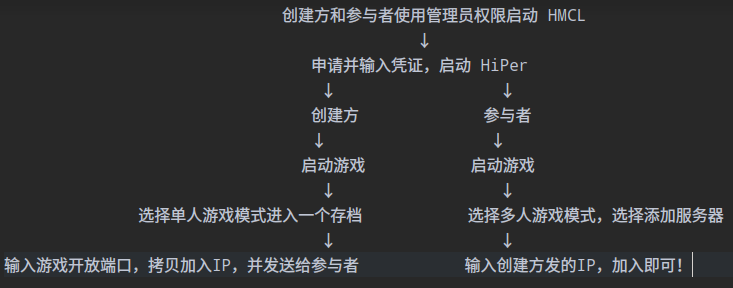 创建方和参与者使用管理员权限启动 HMCL
↓
申请并输入凭证，启动 HiPer
↓ ↓
创建方 参与者
↓ ↓
启动游戏 启动游戏
↓ ↓
选择单人游戏模式进入一个存档 选择多人游戏模式，选择添加服务器
↓ ↓
输入游戏开放端口，拷贝加入IP，并发送给参与者 输入创建方发的IP，加入即可！